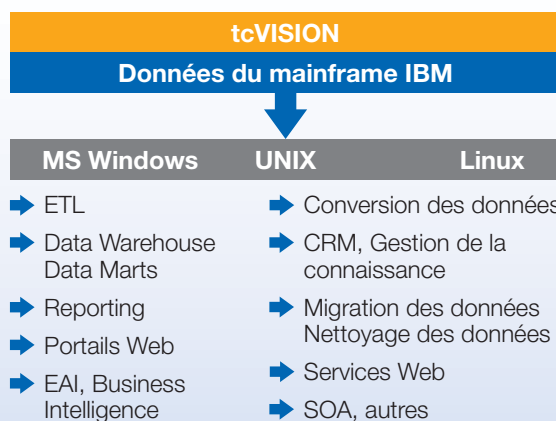 tcVISION
Données du mainframe IBM
MS Windows UNIX Linux
ETL
Data Warehouse
Data Marts
Reporting
Portails Web
EAI, Business
Intelligence
Conversion des données
CRM, Gestion de la
connaissance
Migration des données
Nettoyage des données
Services Web
SOA, autres